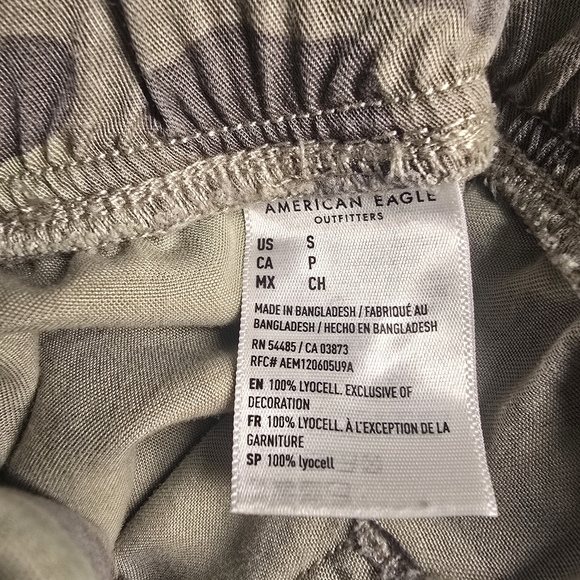 AMERICAN EAGLE
OUTFITTERS
US S
CA P
MX CH
MADE IN BANGLADESH / FABRIQUÉ AU
BANGLADESH / HECHO EN BANGLADESH
RN 54485 / CA 03873
RFC# AEM120605U9A
EN 100% LYOCELL. EXCLUSIVE OF
DECORATION
FR 100% LYOCELL. À L'EXCEPTION DE LA
GARNITURE
SP 100% lyocell